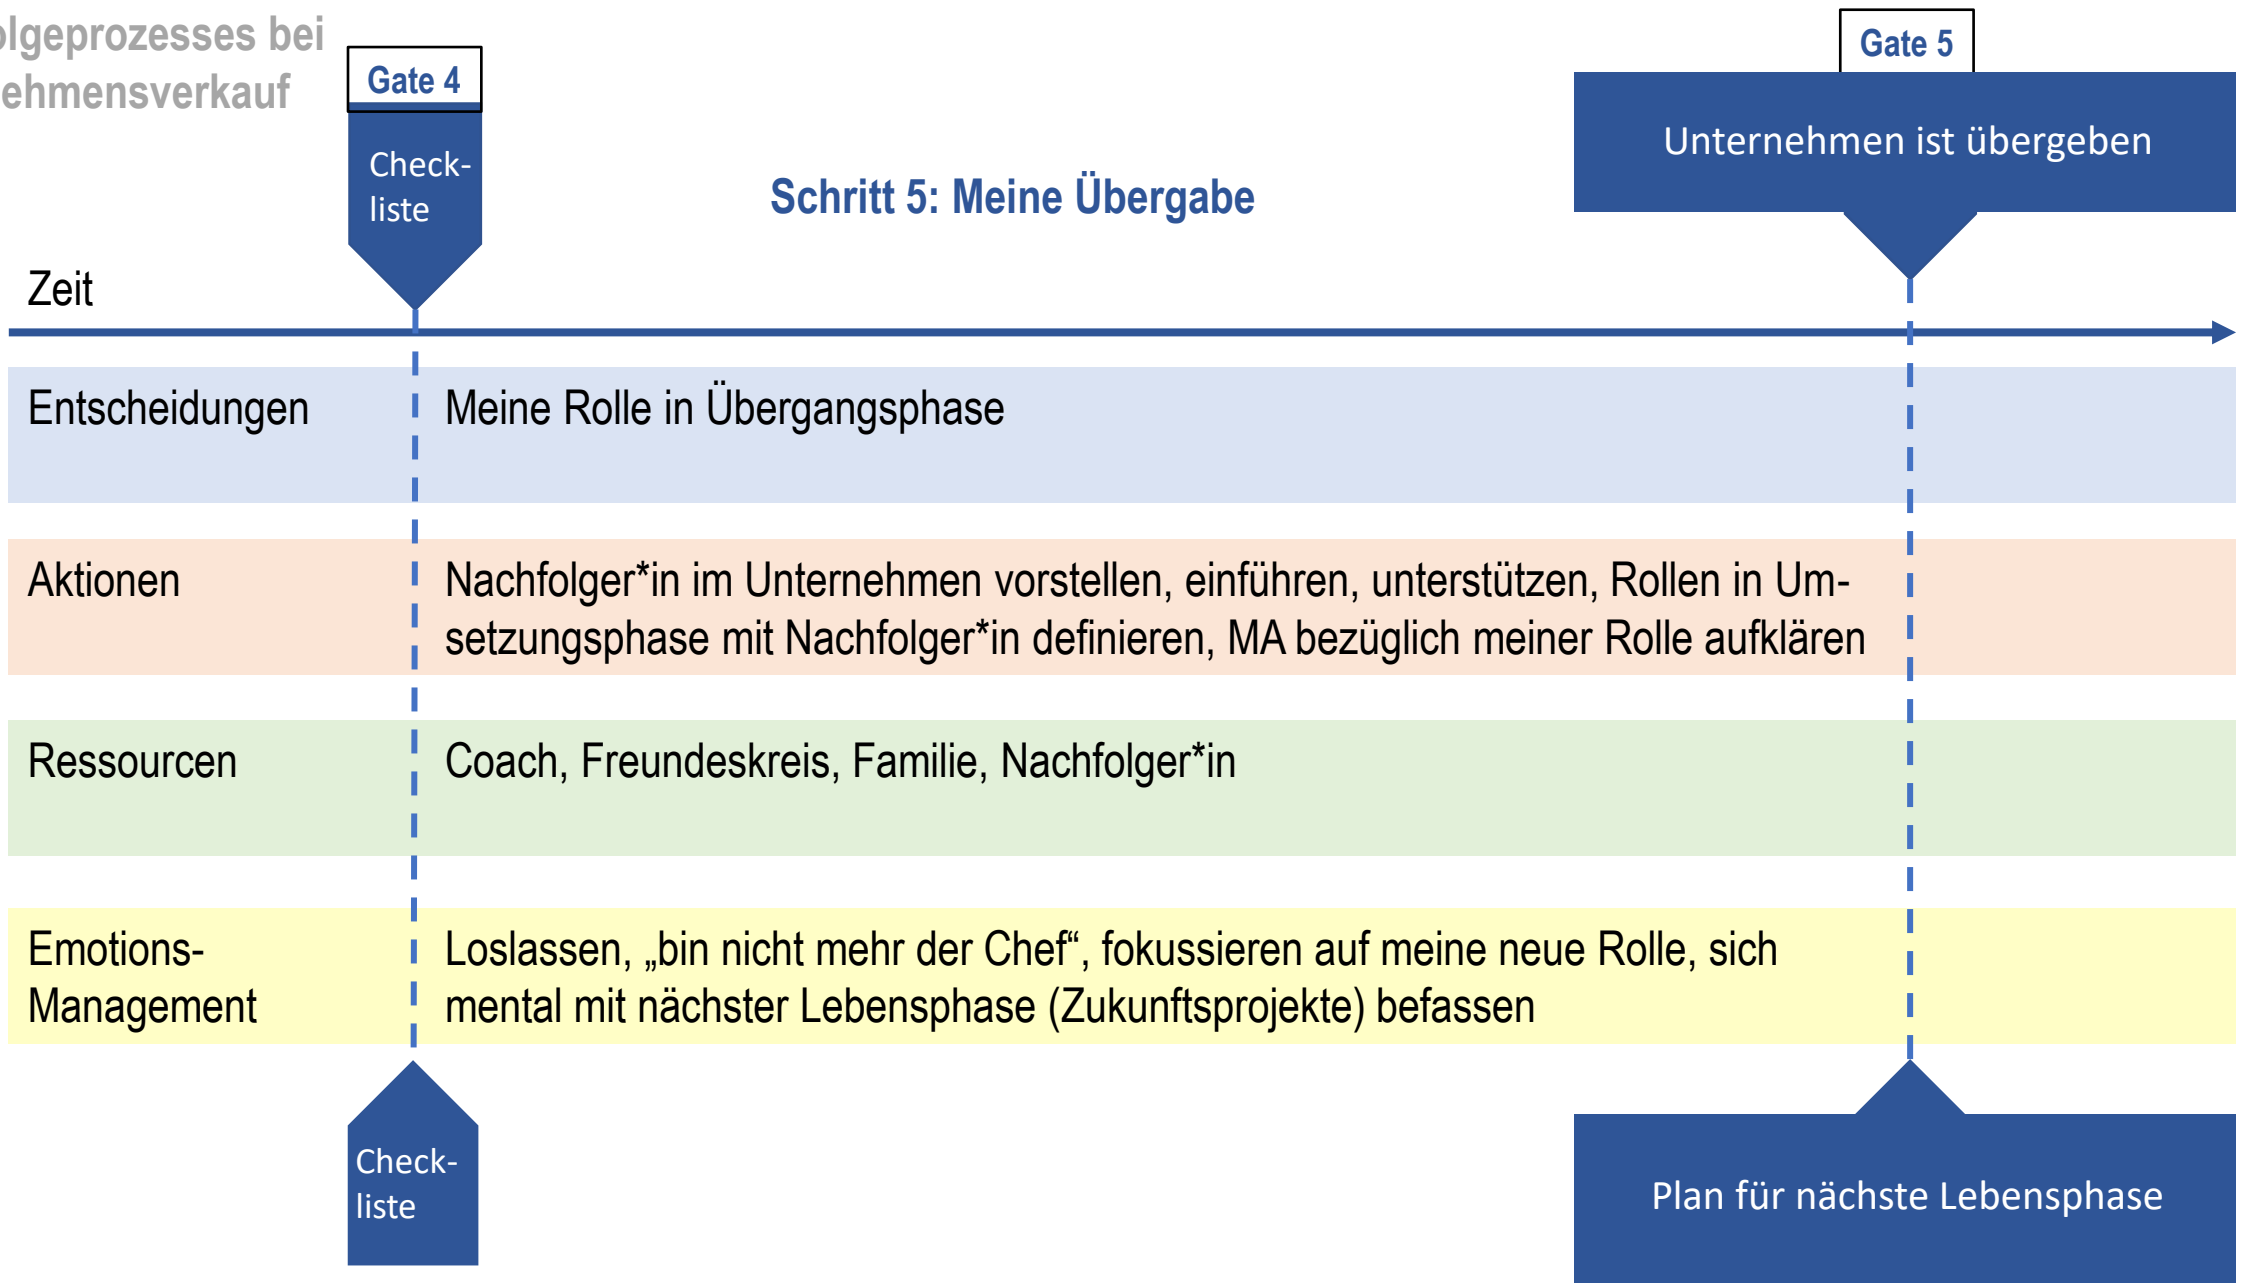 olgeprozesses bei
ehmensverkauf
Gate 4
Check-
liste
Schritt 5: Meine Übergabe
Gate 5
Unternehmen ist übergeben
Zeit
Entscheidungen
Meine Rolle in Übergangsphase
Aktionen
Nachfolger*in im Unternehmen vorstellen, einführen, unterstützen, Rollen in Um-
setzungsphase mit Nachfolger*in definieren, MA bezüglich meiner Rolle aufklären
Ressourcen
Coach, Freundeskreis, Familie, Nachfolger*in
Emotions-
Management
Loslassen, „bin nicht mehr der Chef“, fokussieren auf meine neue Rolle, sich
mental mit nächster Lebensphase (Zukunftsprojekte) befassen
Check-
liste
Plan für nächste Lebensphase